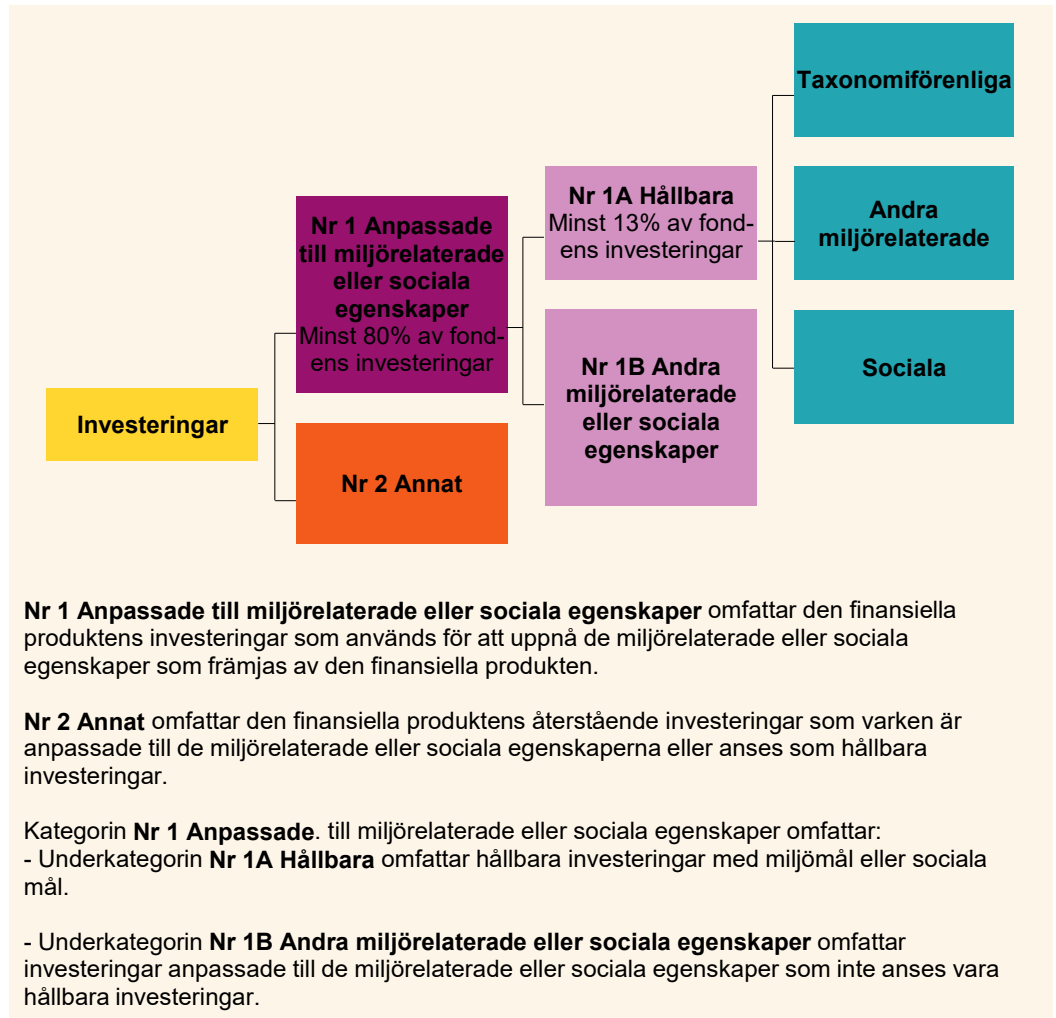 Taxonomiförenliga
Nr 1A Hållbara
Minst 13% av fond-
ens investeringar
Nr 1 Anpassade
till miljörelaterade
eller sociala
egenskaper
Minst 80% av fond-
ens investeringar
Andra
miljörelaterade
Nr 1B Andra
miljörelaterade
eller sociala
egenskaper
Sociala
Investeringar
Nr 2 Annat
Nr 1 Anpassade till miljörelaterade eller sociala egenskaper omfattar den finansiella
produktens investeringar som används för att uppnå de miljörelaterade eller sociala
egenskaper som främjas av den finansiella produkten.
Nr 2 Annat omfattar den finansiella produktens återstående investeringar som varken är
anpassade till de miljörelaterade eller sociala egenskaperna eller anses som hållbara
investeringar.
Kategorin Nr 1 Anpassade. till miljörelaterade eller sociala egenskaper omfattar:
- Underkategorin Nr 1A Hållbara omfattar hållbara investeringar med miljömål eller sociala
mål.
- Underkategorin Nr 1B Andra miljörelaterade eller sociala egenskaper omfattar
investeringar anpassade till de miljörelaterade eller sociala egenskaper som inte anses vara
hållbara investeringar.